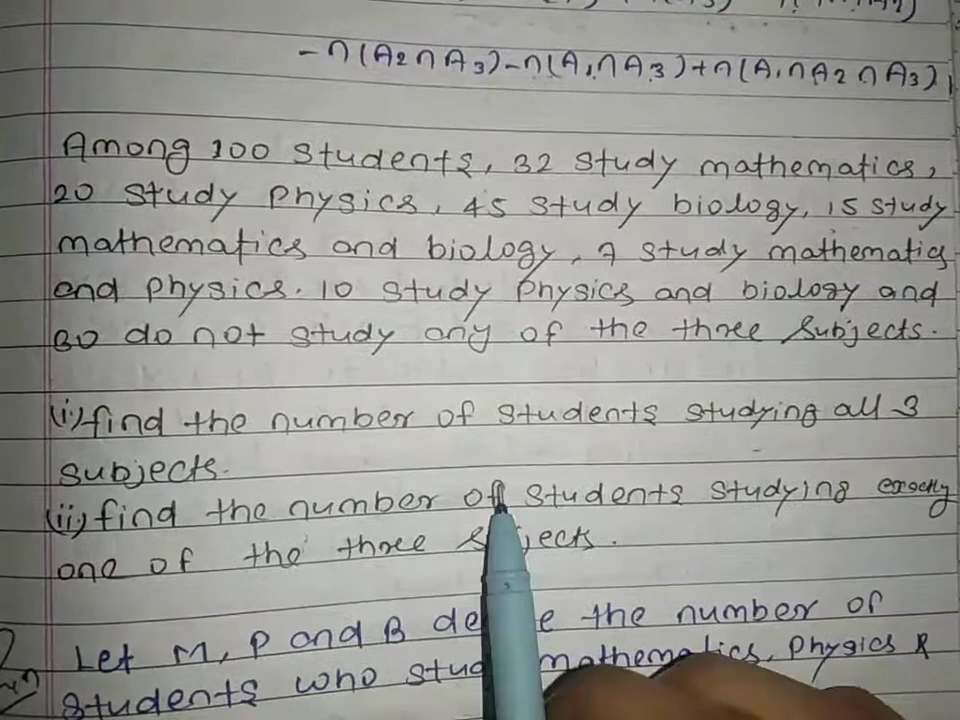 - n(A2 ∩ A3) - n(A1 ∩ A3) + n(A1 ∩ A2 ∩ A3)
Among 100 students, 32 study mathematics,
20 study physics, 45 study biology, 15 study
mathematics and biology, 7 study mathematics
and physics. 10 study physics and biology and
30 do not study any of the three subjects.
(i) find the number of students studying all 3
subjects.
(ii) find the number of students studying exactly
one of the three
Let M, P and B the number of
students who mathematics, physics &